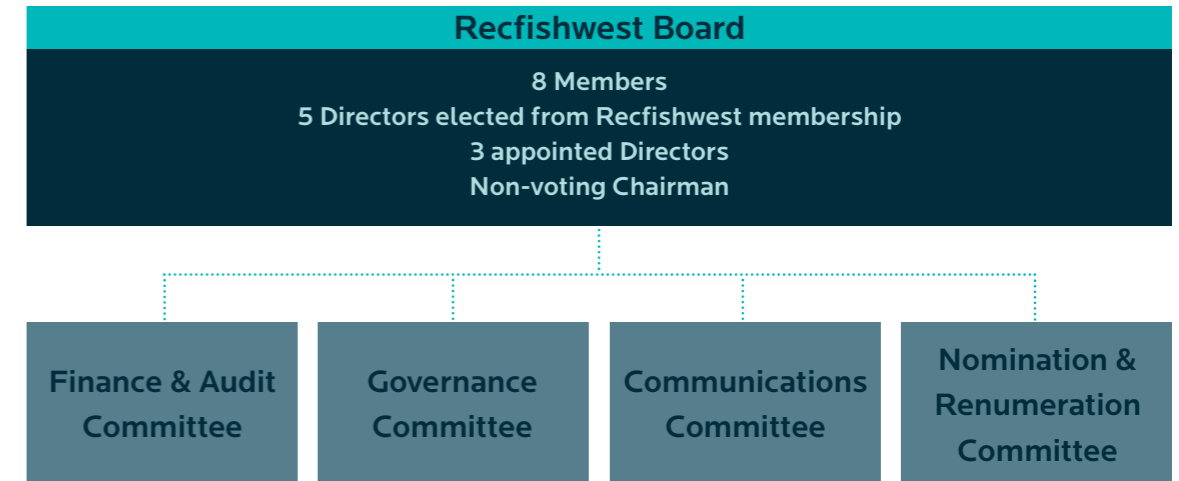 Recfishwest Board
8 Members
5 Directors elected from Recfishwest membership
3 appointed Directors
Non-voting Chairman
Finance & Audit
Committee
Governance
Committee
Communications
Committee
Nomination &
Renumeration
Committee